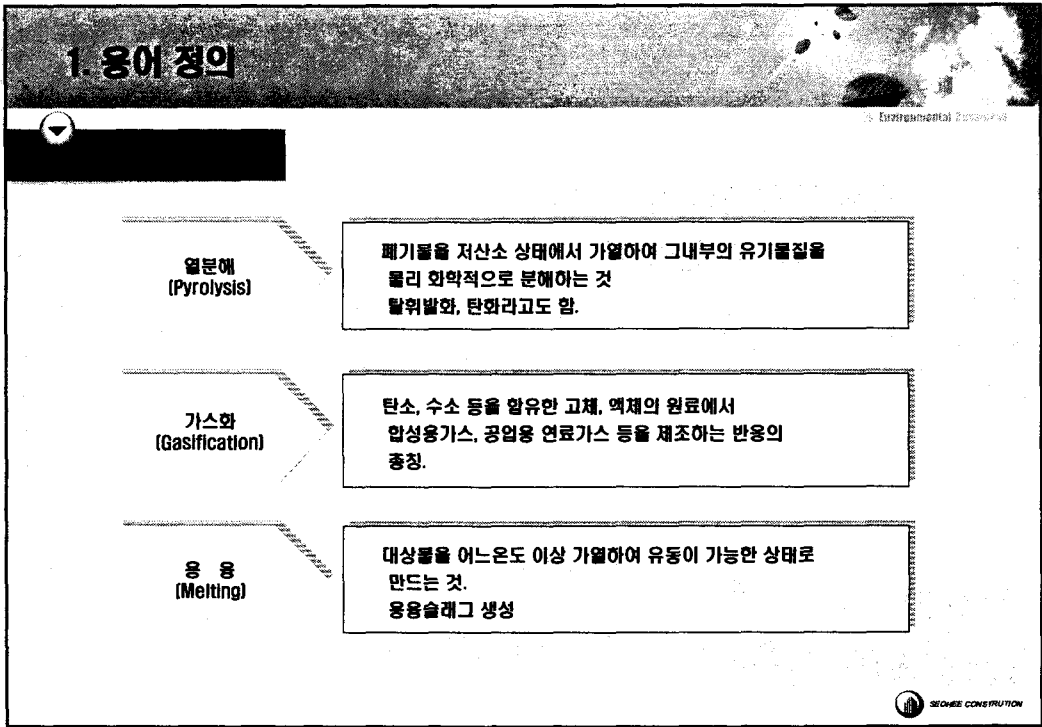 1. 용어 정의
Environmental
열분해
(Pyrolysis)
폐기물을 저산소 상태에서 가열하여 그내부의 유기물질을
물리 화학적으로 분해하는 것
탈휘발화, 탄화라고도 함.
가스화
(Gasification)
탄소, 수소 등을 함유한 고체, 액체의 원료에서
합성용가스, 공업용 연료가스 등을 제조하는 반응의
총칭.
용 융
(Melting)
대상물을 어느온도 이상 가열하여 유동이 가능한 상태로
만드는 것.
용융슬래그 생성
SEOHEE CONSTRUTION